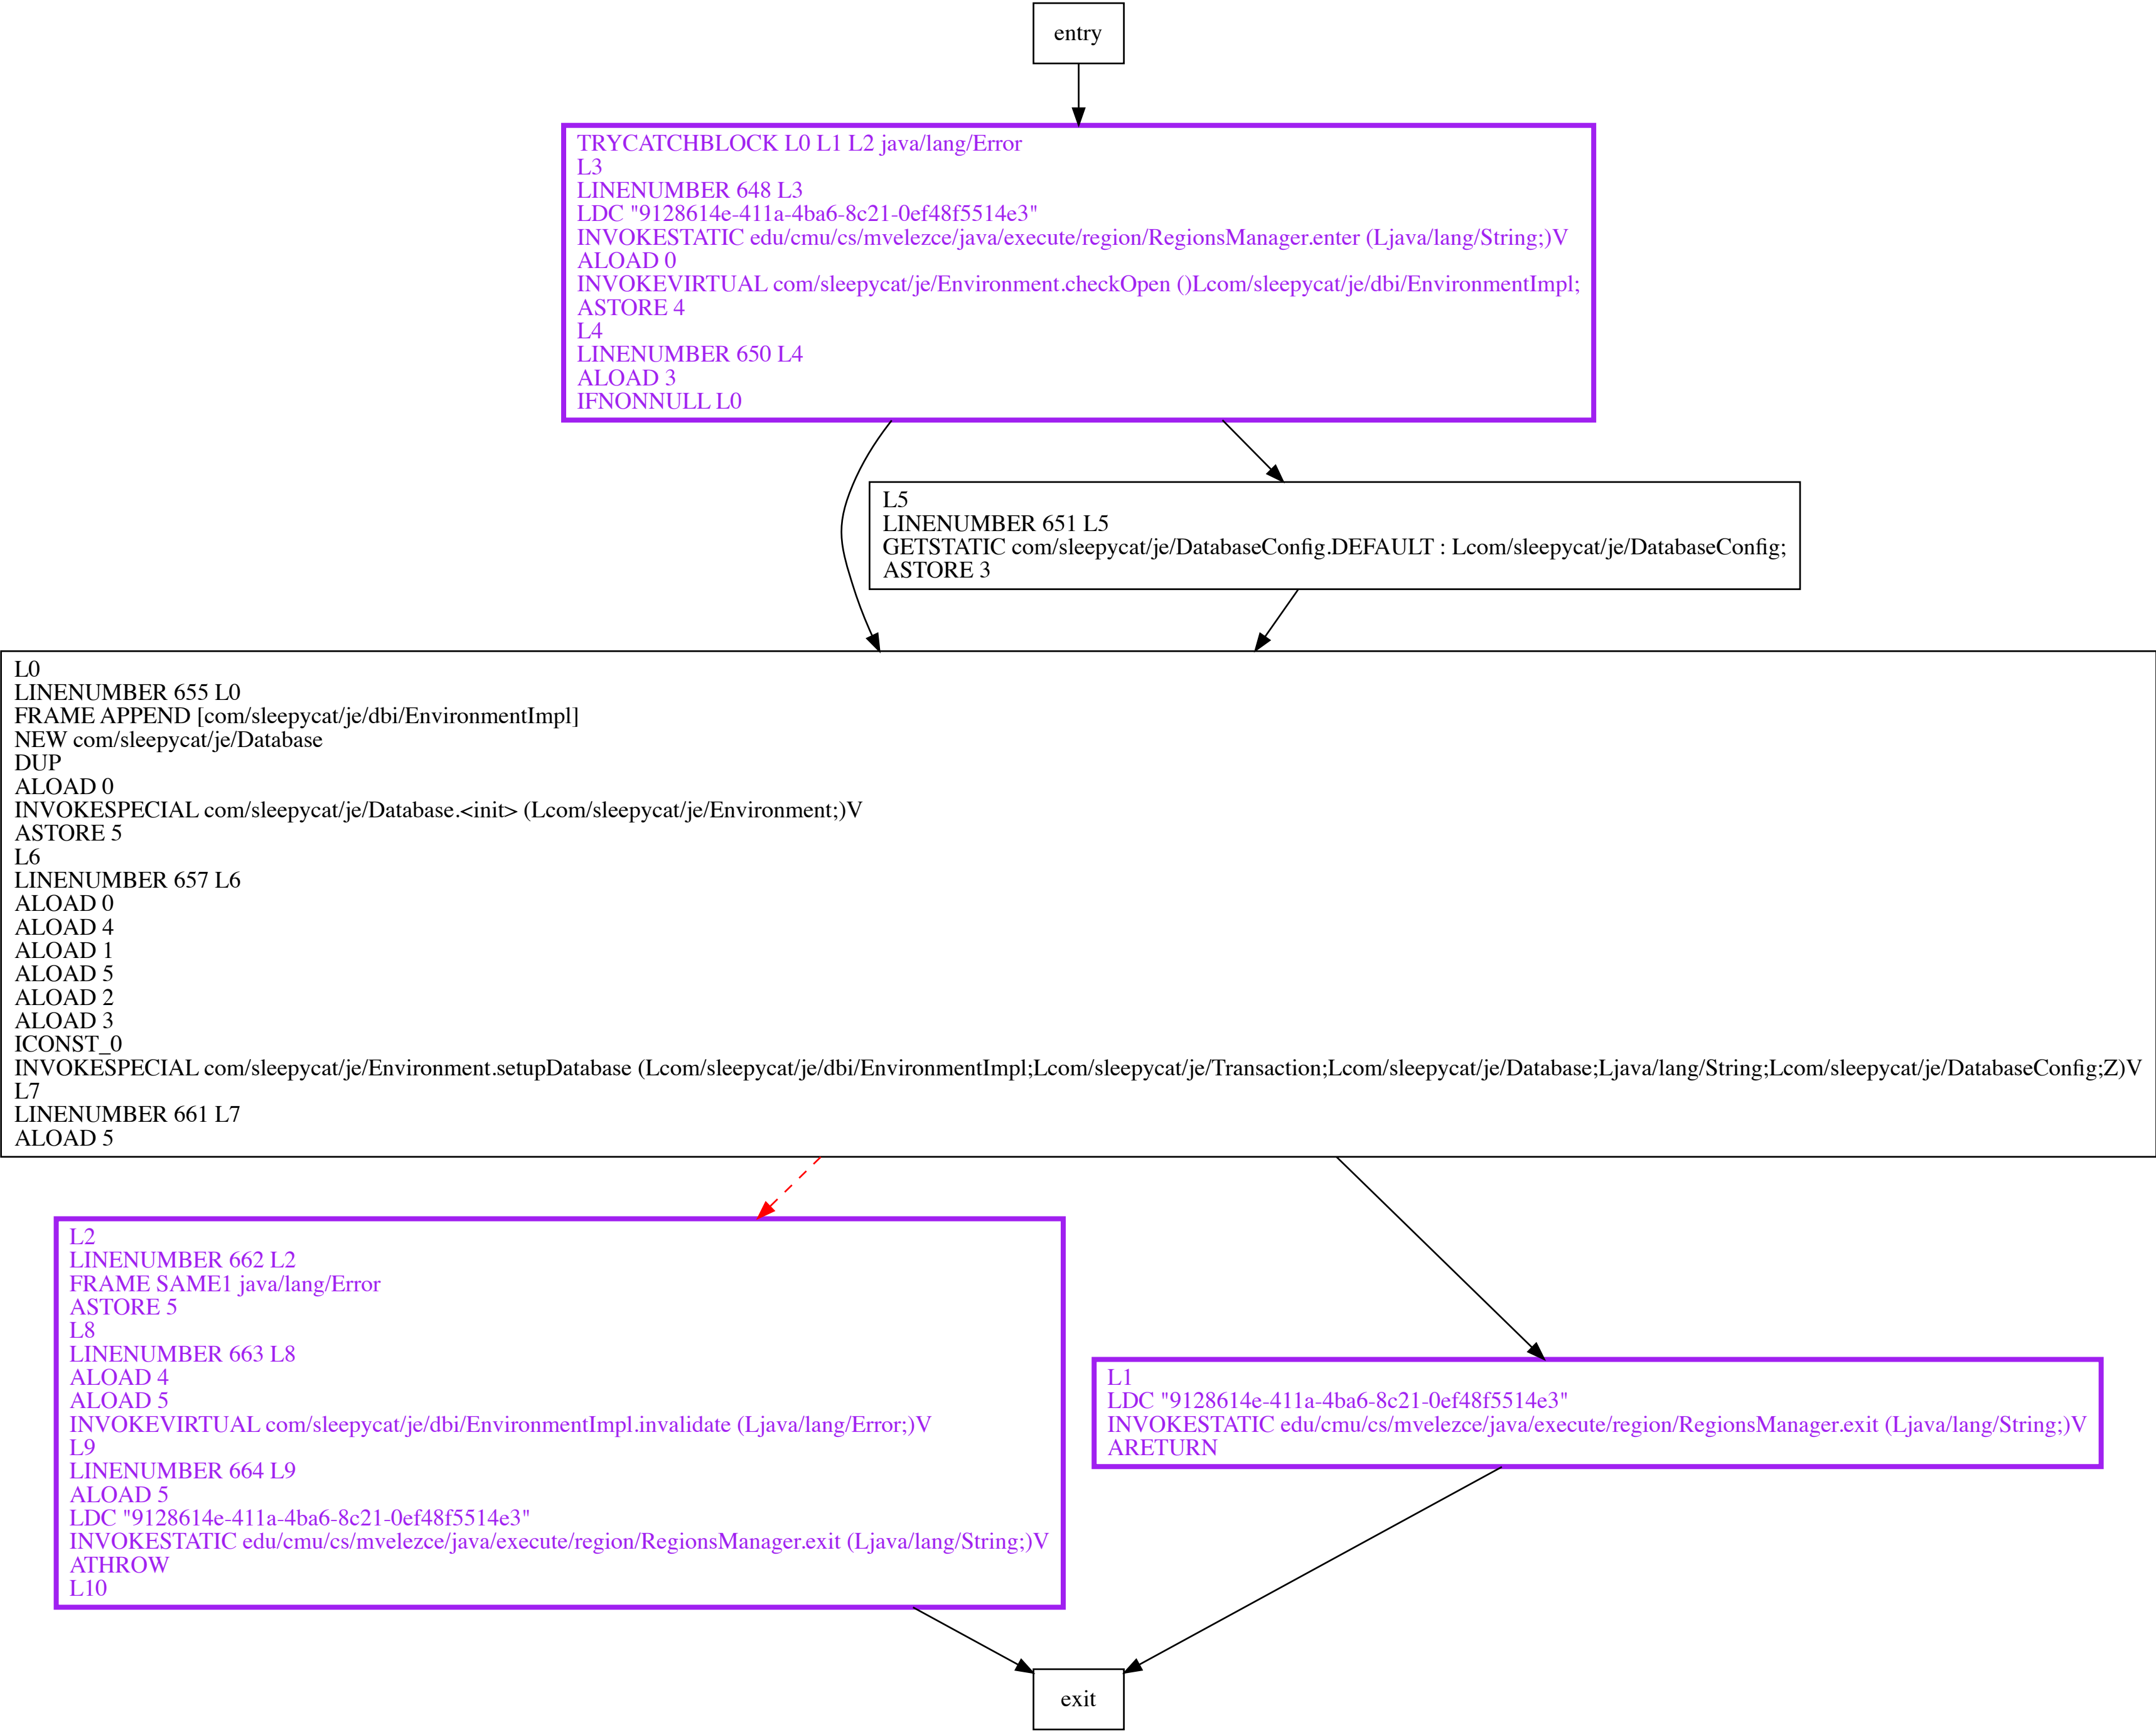 entry
TRYCATCHBLOCK L0 L1 L2 java/lang/Error
L3
LINENUMBER 648 L3
LDC "9128614e-411a-4ba6-8c21-0ef48f5514e3"
INVOKESTATIC edu/cmu/cs/mvelezce/java/execute/region/RegionsManager.enter (Ljava/lang/String;)V
ALOAD 0
INVOKEVIRTUAL com/sleepycat/je/Environment.checkOpen ()Lcom/sleepycat/je/dbi/EnvironmentImpl;
ASTORE 4
L4
LINENUMBER 650 L4
ALOAD 3
IFNONNULL L0
L5
LINENUMBER 651 L5
GETSTATIC com/sleepycat/je/DatabaseConfig.DEFAULT : Lcom/sleepycat/je/DatabaseConfig;
ASTORE 3
L0
LINENUMBER 655 L0
FRAME APPEND [com/sleepycat/je/dbi/EnvironmentImpl]
NEW com/sleepycat/je/Database
DUP
ALOAD 0
INVOKESPECIAL com/sleepycat/je/Database.<init> (Lcom/sleepycat/je/Environment;)V
ASTORE 5
L6
LINENUMBER 657 L6
ALOAD 0
ALOAD 4
ALOAD 1
ALOAD 5
ALOAD 2
ALOAD 3
ICONST_0
INVOKESPECIAL com/sleepycat/je/Environment.setupDatabase (Lcom/sleepycat/je/dbi/EnvironmentImpl;Lcom/sleepycat/je/Transaction;Lcom/sleepycat/je/Database;Ljava/lang/String;Lcom/sleepycat/je/DatabaseConfig;Z)V
L7
LINENUMBER 661 L7
ALOAD 5
L2
LINENUMBER 662 L2
FRAME SAME1 java/lang/Error
ASTORE 5
L8
LINENUMBER 663 L8
ALOAD 4
ALOAD 5
INVOKEVIRTUAL com/sleepycat/je/dbi/EnvironmentImpl.invalidate (Ljava/lang/Error;)V
L9
LINENUMBER 664 L9
ALOAD 5
LDC "9128614e-411a-4ba6-8c21-0ef48f5514e3"
INVOKESTATIC edu/cmu/cs/mvelezce/java/execute/region/RegionsManager.exit (Ljava/lang/String;)V
ATHROW
L10
L1
LDC "9128614e-411a-4ba6-8c21-0ef48f5514e3"
INVOKESTATIC edu/cmu/cs/mvelezce/java/execute/region/RegionsManager.exit (Ljava/lang/String;)V
ARETURN
exit